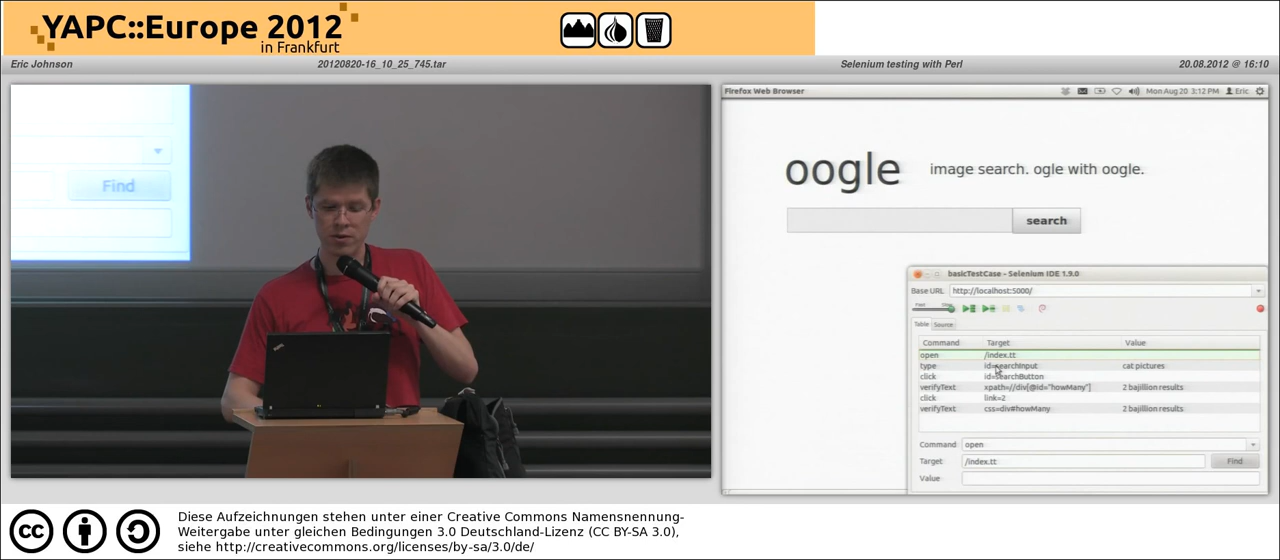 YAPC::Europe 2012
in Frankfurt
Eric Johnson
20120820-16_10_25_745.tar
Selenium testing with Perl
20.08.2012 @ 16:10
Find
ThinkPad
Firefox Web Browser
Mon Aug 20 3:12 PM
Eric
oogle
image search. ogle with oogle.
search
basicTestCase - Selenium IDE 1.9.0
Base URL http://localhost:5000/
Fast Slow
Table Source
Command Target Value
open /index.tt
type id=searchInput cat pictures
click id=searchButton
verifyText xpath=//div[@id="howMany"] 2 bajillion results
click link=2
verifyText css=div#howMany 2 bajillion results
Command open
Target /index.tt Find
Value
cc
Diese Aufzeichnungen stehen unter einer Creative Commons Namensnennung-
Weitergabe unter gleichen Bedingungen 3.0 Deutschland-Lizenz (CC BY-SA 3.0),
siehe http://creativecommons.org/licenses/by-sa/3.0/de/